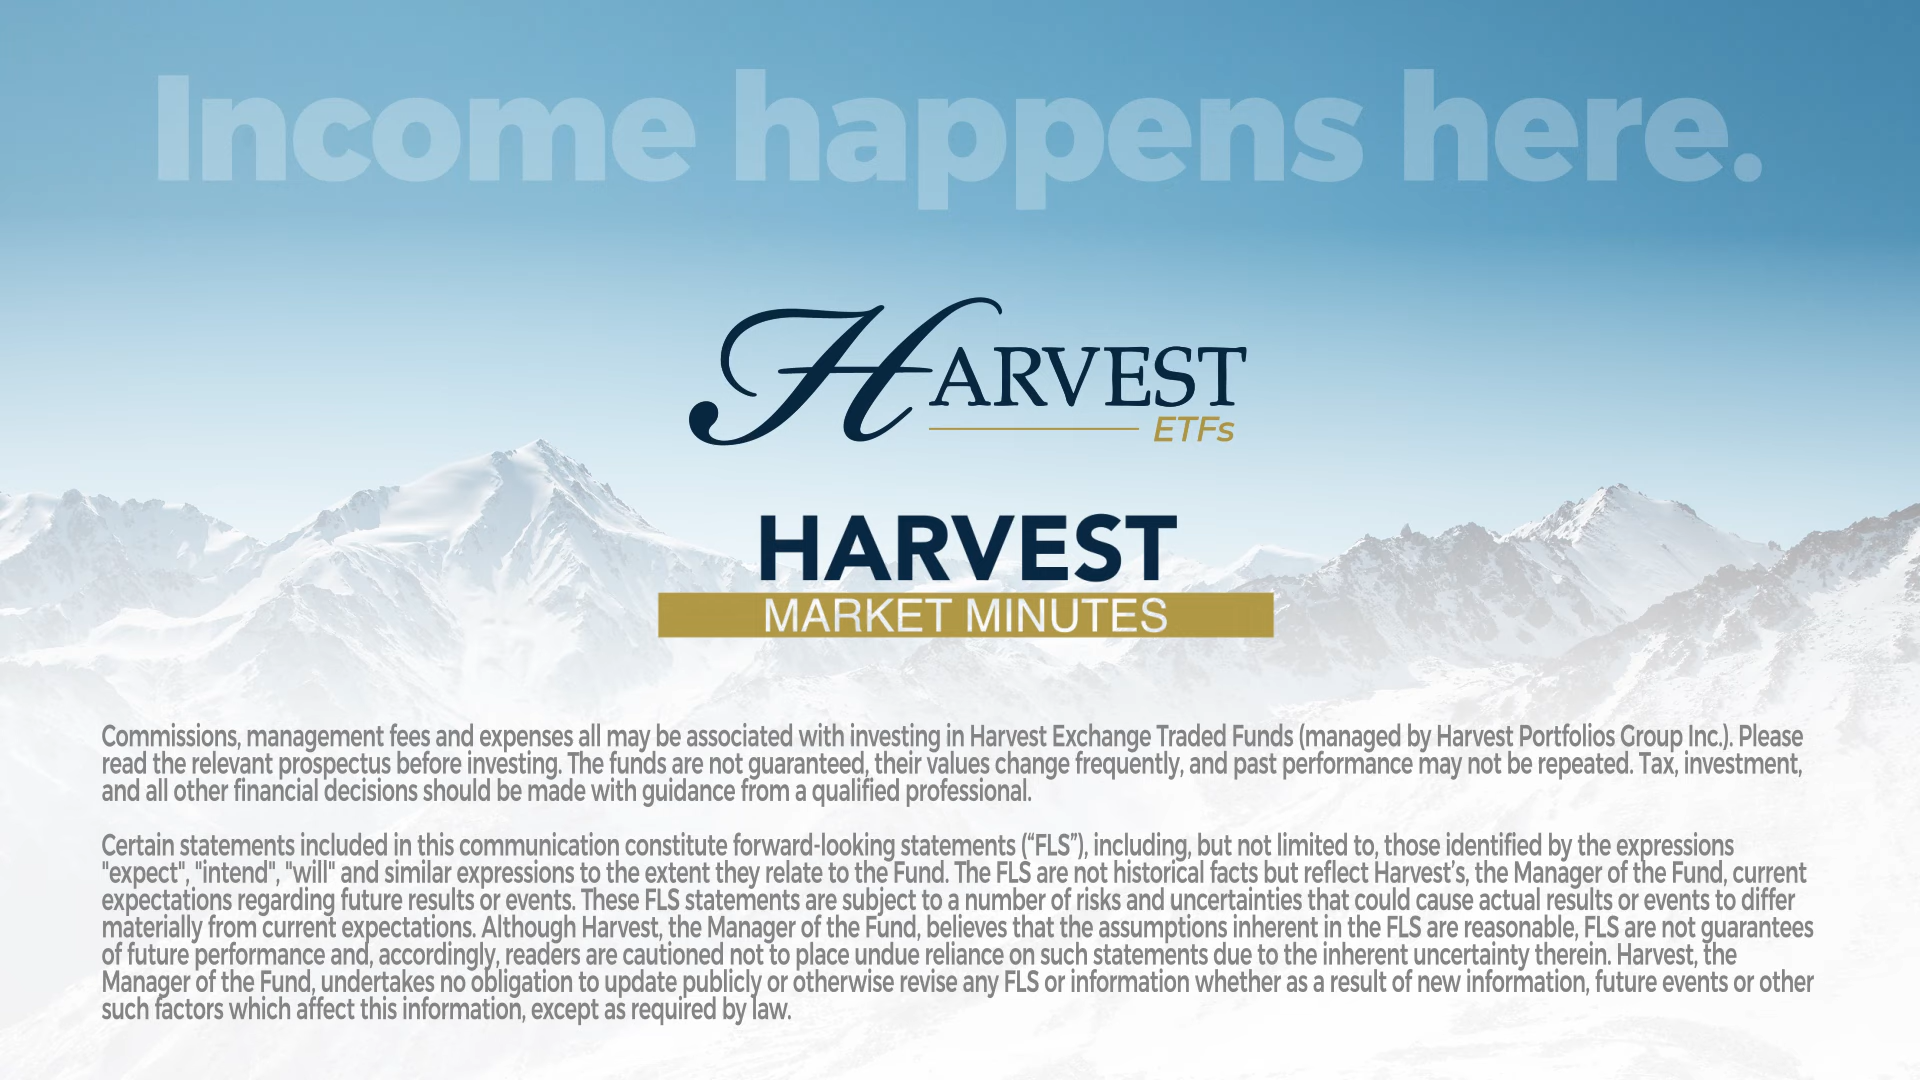 Income happens here.
HARVEST
ETFs
HARVEST
MARKET MINUTES
Commissions, management fees and expenses all may be associated with investing in Harvest Exchange Traded Funds (managed by Harvest Portfolios Group Inc.). Please
read the relevant prospectus before investing. The funds are not guaranteed, their values change frequently, and past performance may not be repeated. Tax, investment,
and all other financial decisions should be made with guidance from a qualified professional.
Certain statements included in this communication constitute forward-looking statements (“FLS”), including, but not limited to, those identified by the expressions
"expect", "intend", "will" and similar expressions to the extent they relate to the Fund. The FLS are not historical facts but reflect Harvest’s, the Manager of the Fund, current
expectations regarding future results or events. These FLS statements are subject to a number of risks and uncertainties that could cause actual results or events to differ
materially from current expectations. Although Harvest, the Manager of the Fund, believes that the assumptions inherent in the FLS are reasonable, FLS are not guarantees
of future performance and, accordingly, readers are cautioned not to place undue reliance on such statements due to the inherent uncertainty therein. Harvest, the
Manager of the Fund, undertakes no obligation to update publicly or otherwise revise any FLS or information whether as a result of new information, future events or other
such factors which affect this information, except as required by law.